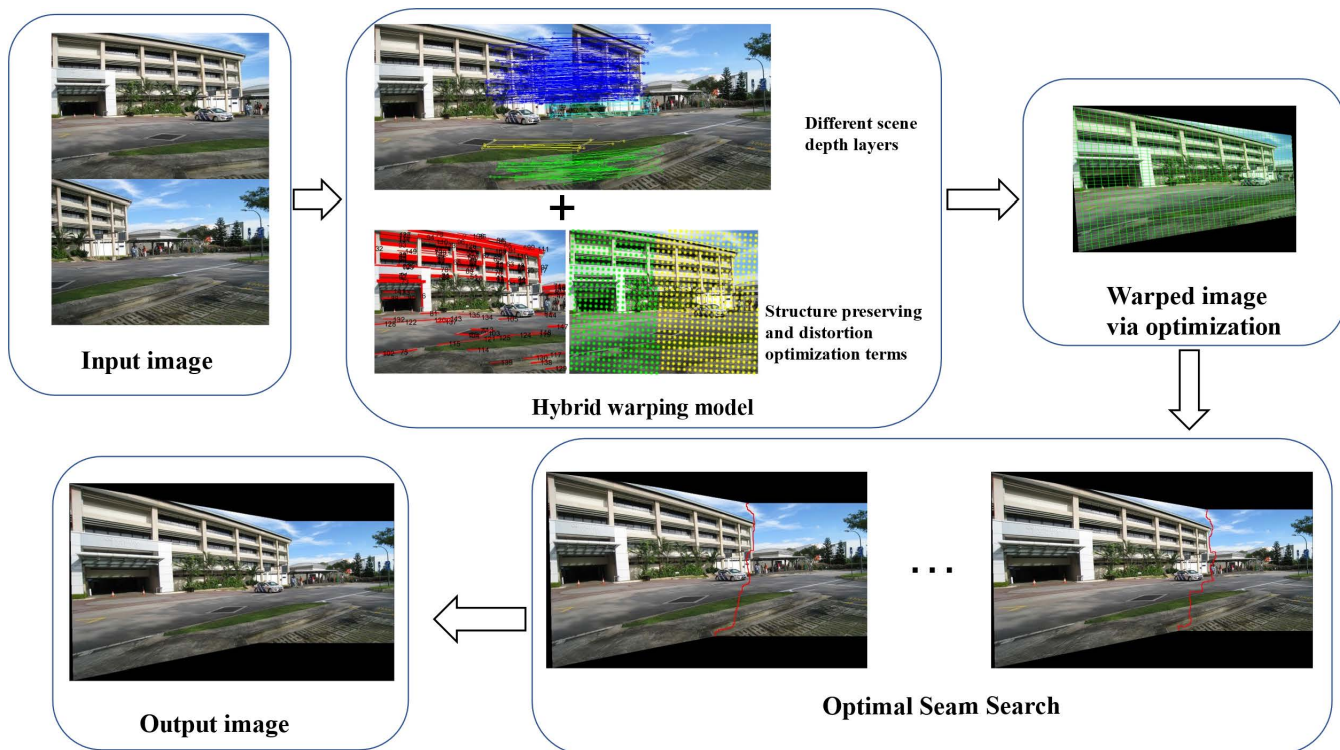 Different scene
depth layers
Structure preserving
and distortion
optimization terms
Input image
Hybrid warping model
Warped image
via optimization
Optimal Seam Search
Output image